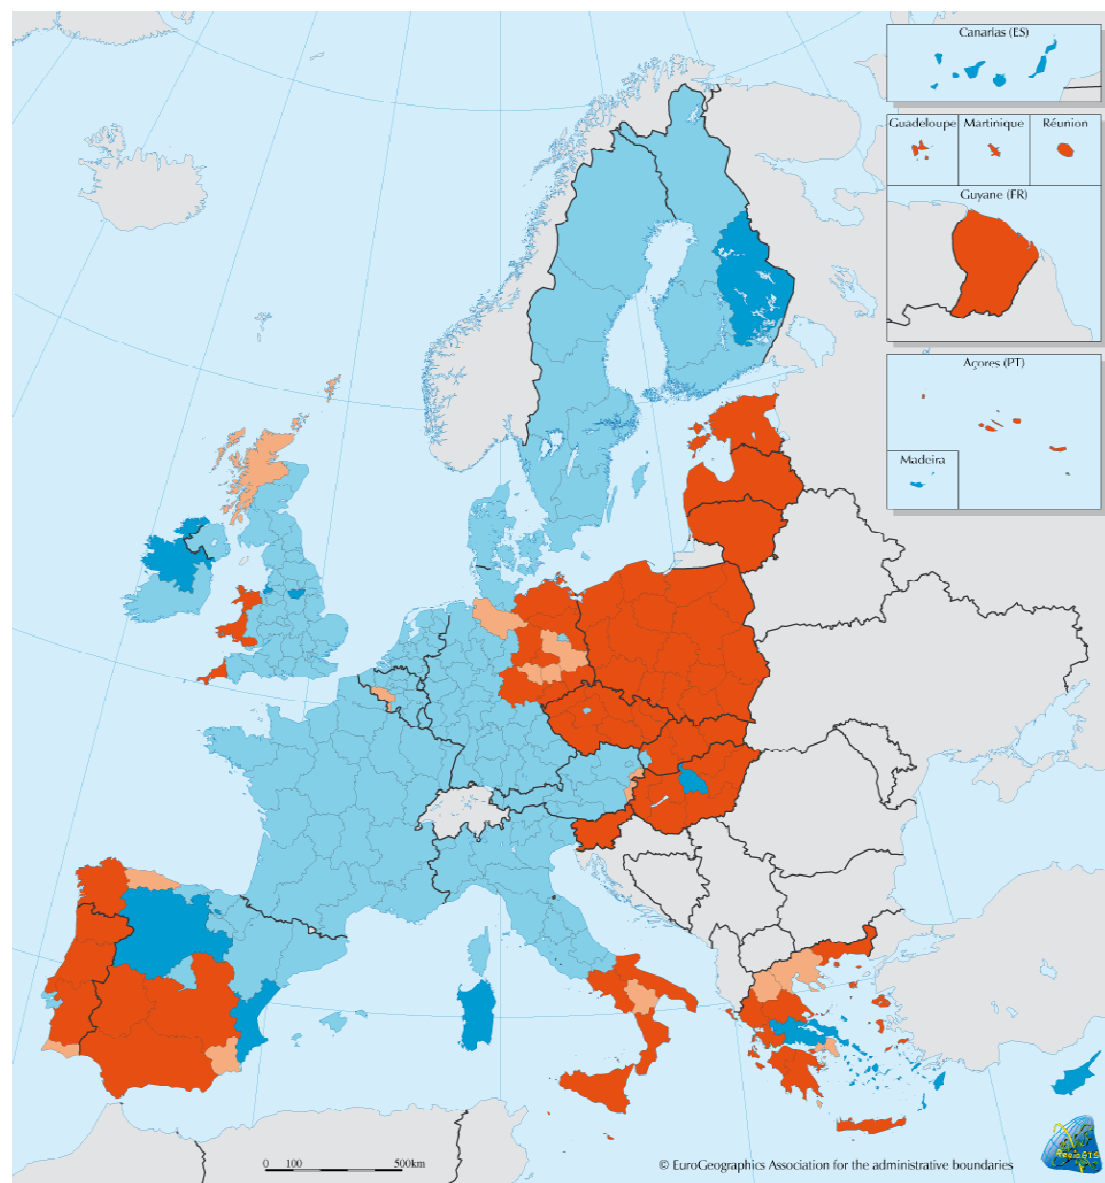 Canarias (ES)
Guadeloupe Martinique Réunion
Guyane (FR)
Açores (PT)
Madeira
0 100 500km
© EuroGeographics Association for the administrative boundaries
RegioGIS